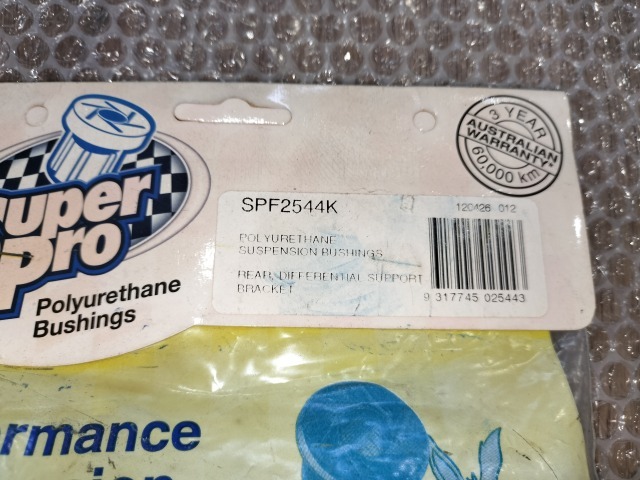 3 YEAR
AUSTRALIAN
WARRANTY*
60,000 km
uper
Pro
Polyurethane
Bushings
SPF2544K
120426 012
POLYURETHANE
SUSPENSION BUSHINGS
REAR, DIFFERENTIAL SUPPORT
BRACKET
9 317745 025443
rmance